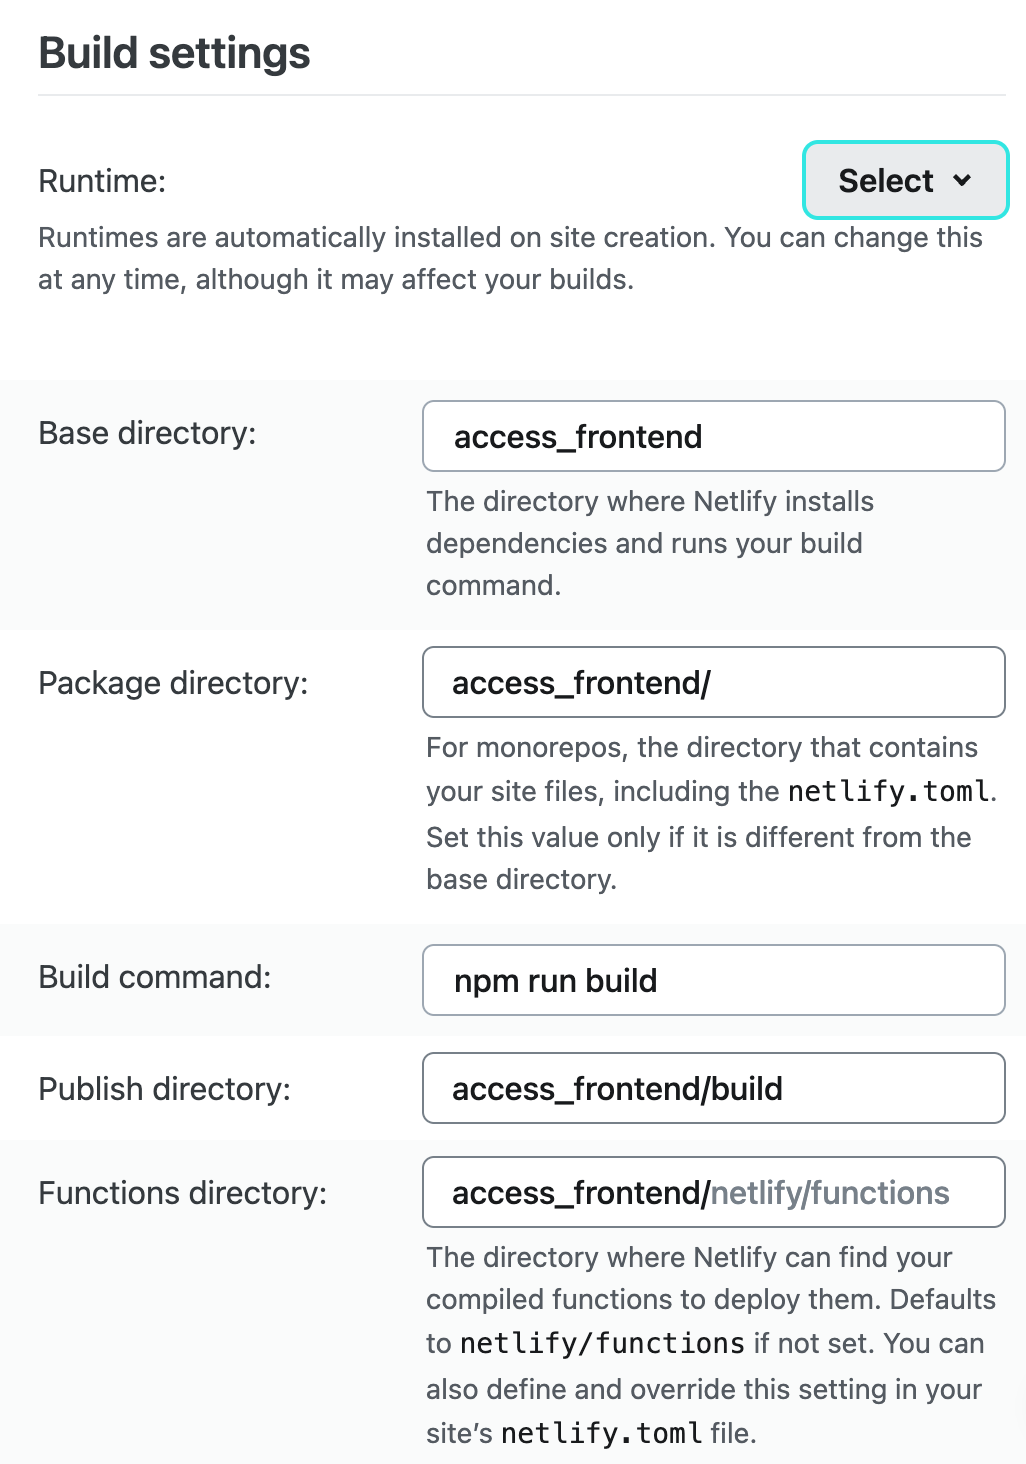 Build settings
Runtime:
Select
Runtimes are automatically installed on site creation. You can change this
at any time, although it may affect your builds.
Base directory:
access_frontend
The directory where Netlify installs
dependencies and runs your build
command.
Package directory:
access_frontend/
For monorepos, the directory that contains
your site files, including the netlify.toml.
Set this value only if it is different from the
base directory.
Build command:
npm run build
Publish directory:
access_frontend/build
Functions directory:
access_frontend/netlify/functions
The directory where Netlify can find your
compiled functions to deploy them. Defaults
to netlify/functions if not set. You can
also define and override this setting in your
site’s netlify.toml file.